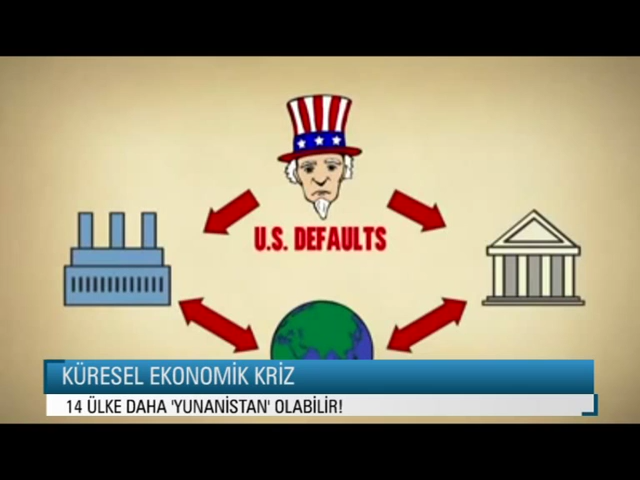 U.S. DEFAULTS
KÜRESEL EKONOMİK KRİZ
14 ÜLKE DAHA 'YUNANİSTAN' OLABİLİR!